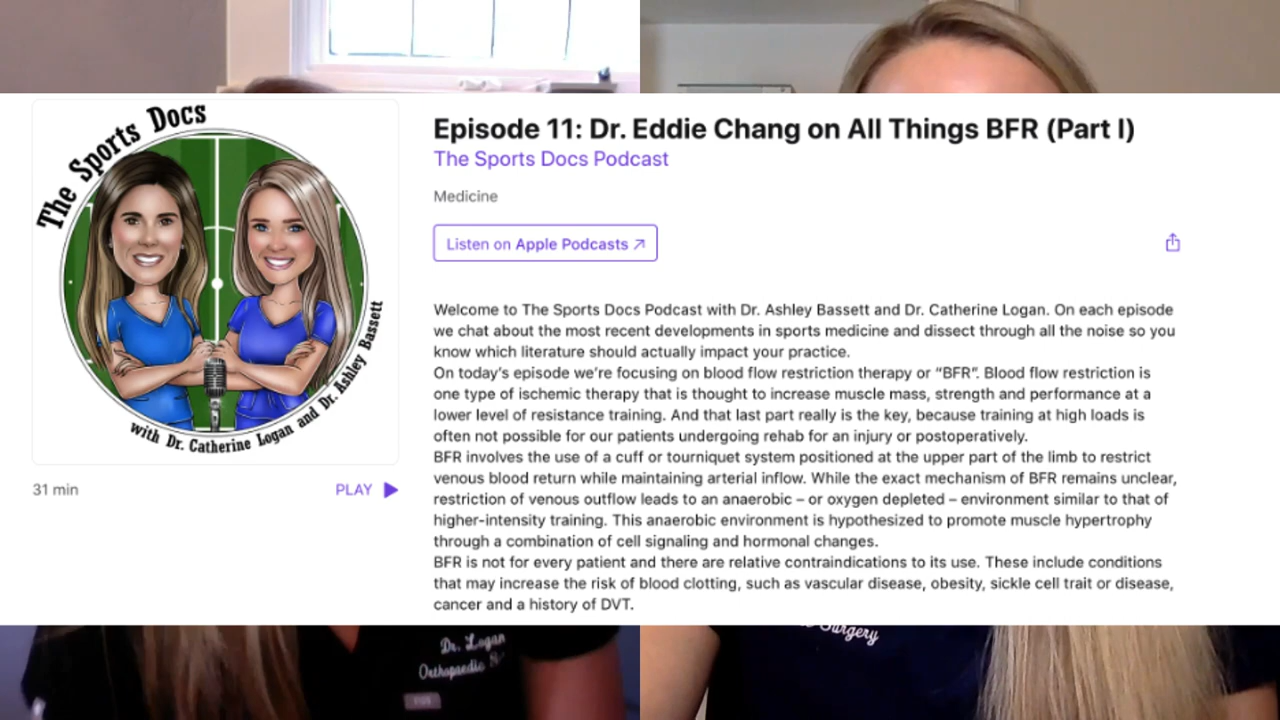 The Sports Docs
with Dr. Catherine Logan and Dr. Ashley Bassett
31 min
PLAY
Episode 11: Dr. Eddie Chang on All Things BFR (Part I)
The Sports Docs Podcast
Medicine
Listen on Apple Podcasts ↗
Welcome to The Sports Docs Podcast with Dr. Ashley Bassett and Dr. Catherine Logan. On each episode
we chat about the most recent developments in sports medicine and dissect through all the noise so you
know which literature should actually impact your practice.
On today's episode we're focusing on blood flow restriction therapy or “BFR”. Blood flow restriction is
one type of ischemic therapy that is thought to increase muscle mass, strength and performance at a
lower level of resistance training. And that last part really is the key, because training at high loads is
often not possible for our patients undergoing rehab for an injury or postoperatively.
BFR involves the use of a cuff or tourniquet system positioned at the upper part of the limb to restrict
venous blood return while maintaining arterial inflow. While the exact mechanism of BFR remains unclear,
restriction of venous outflow leads to an anaerobic – or oxygen depleted – environment similar to that of
higher-intensity training. This anaerobic environment is hypothesized to promote muscle hypertrophy
through a combination of cell signaling and hormonal changes.
BFR is not for every patient and there are relative contraindications to its use. These include conditions
that may increase the risk of blood clotting, such as vascular disease, obesity, sickle cell trait or disease,
cancer and a history of DVT.
Dr. Logan
Orthopaedic
Surgery